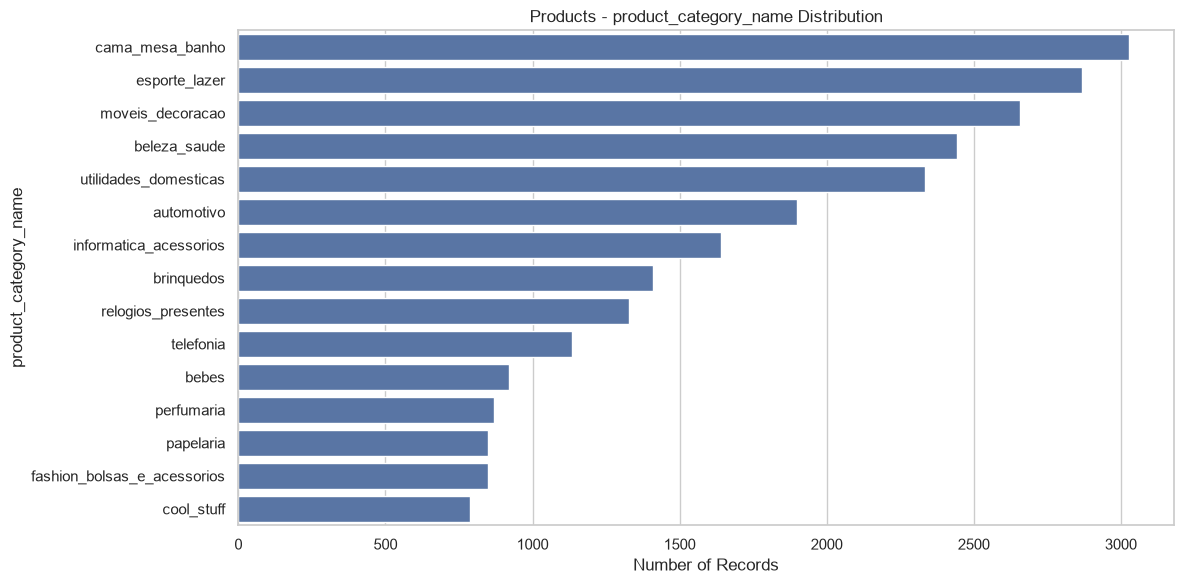 Products - product_category_name Distribution
product_category_name
cama_mesa_banho
esporte_lazer
moveis_decoracao
beleza_saude
utilidades_domesticas
automotivo
informatica_acessorios
brinquedos
relogios_presentes
telefonia
bebes
perfumaria
papelaria
fashion_bolsas_e_acessorios
cool_stuff
0 500 1000 1500 2000 2500 3000
Number of Records